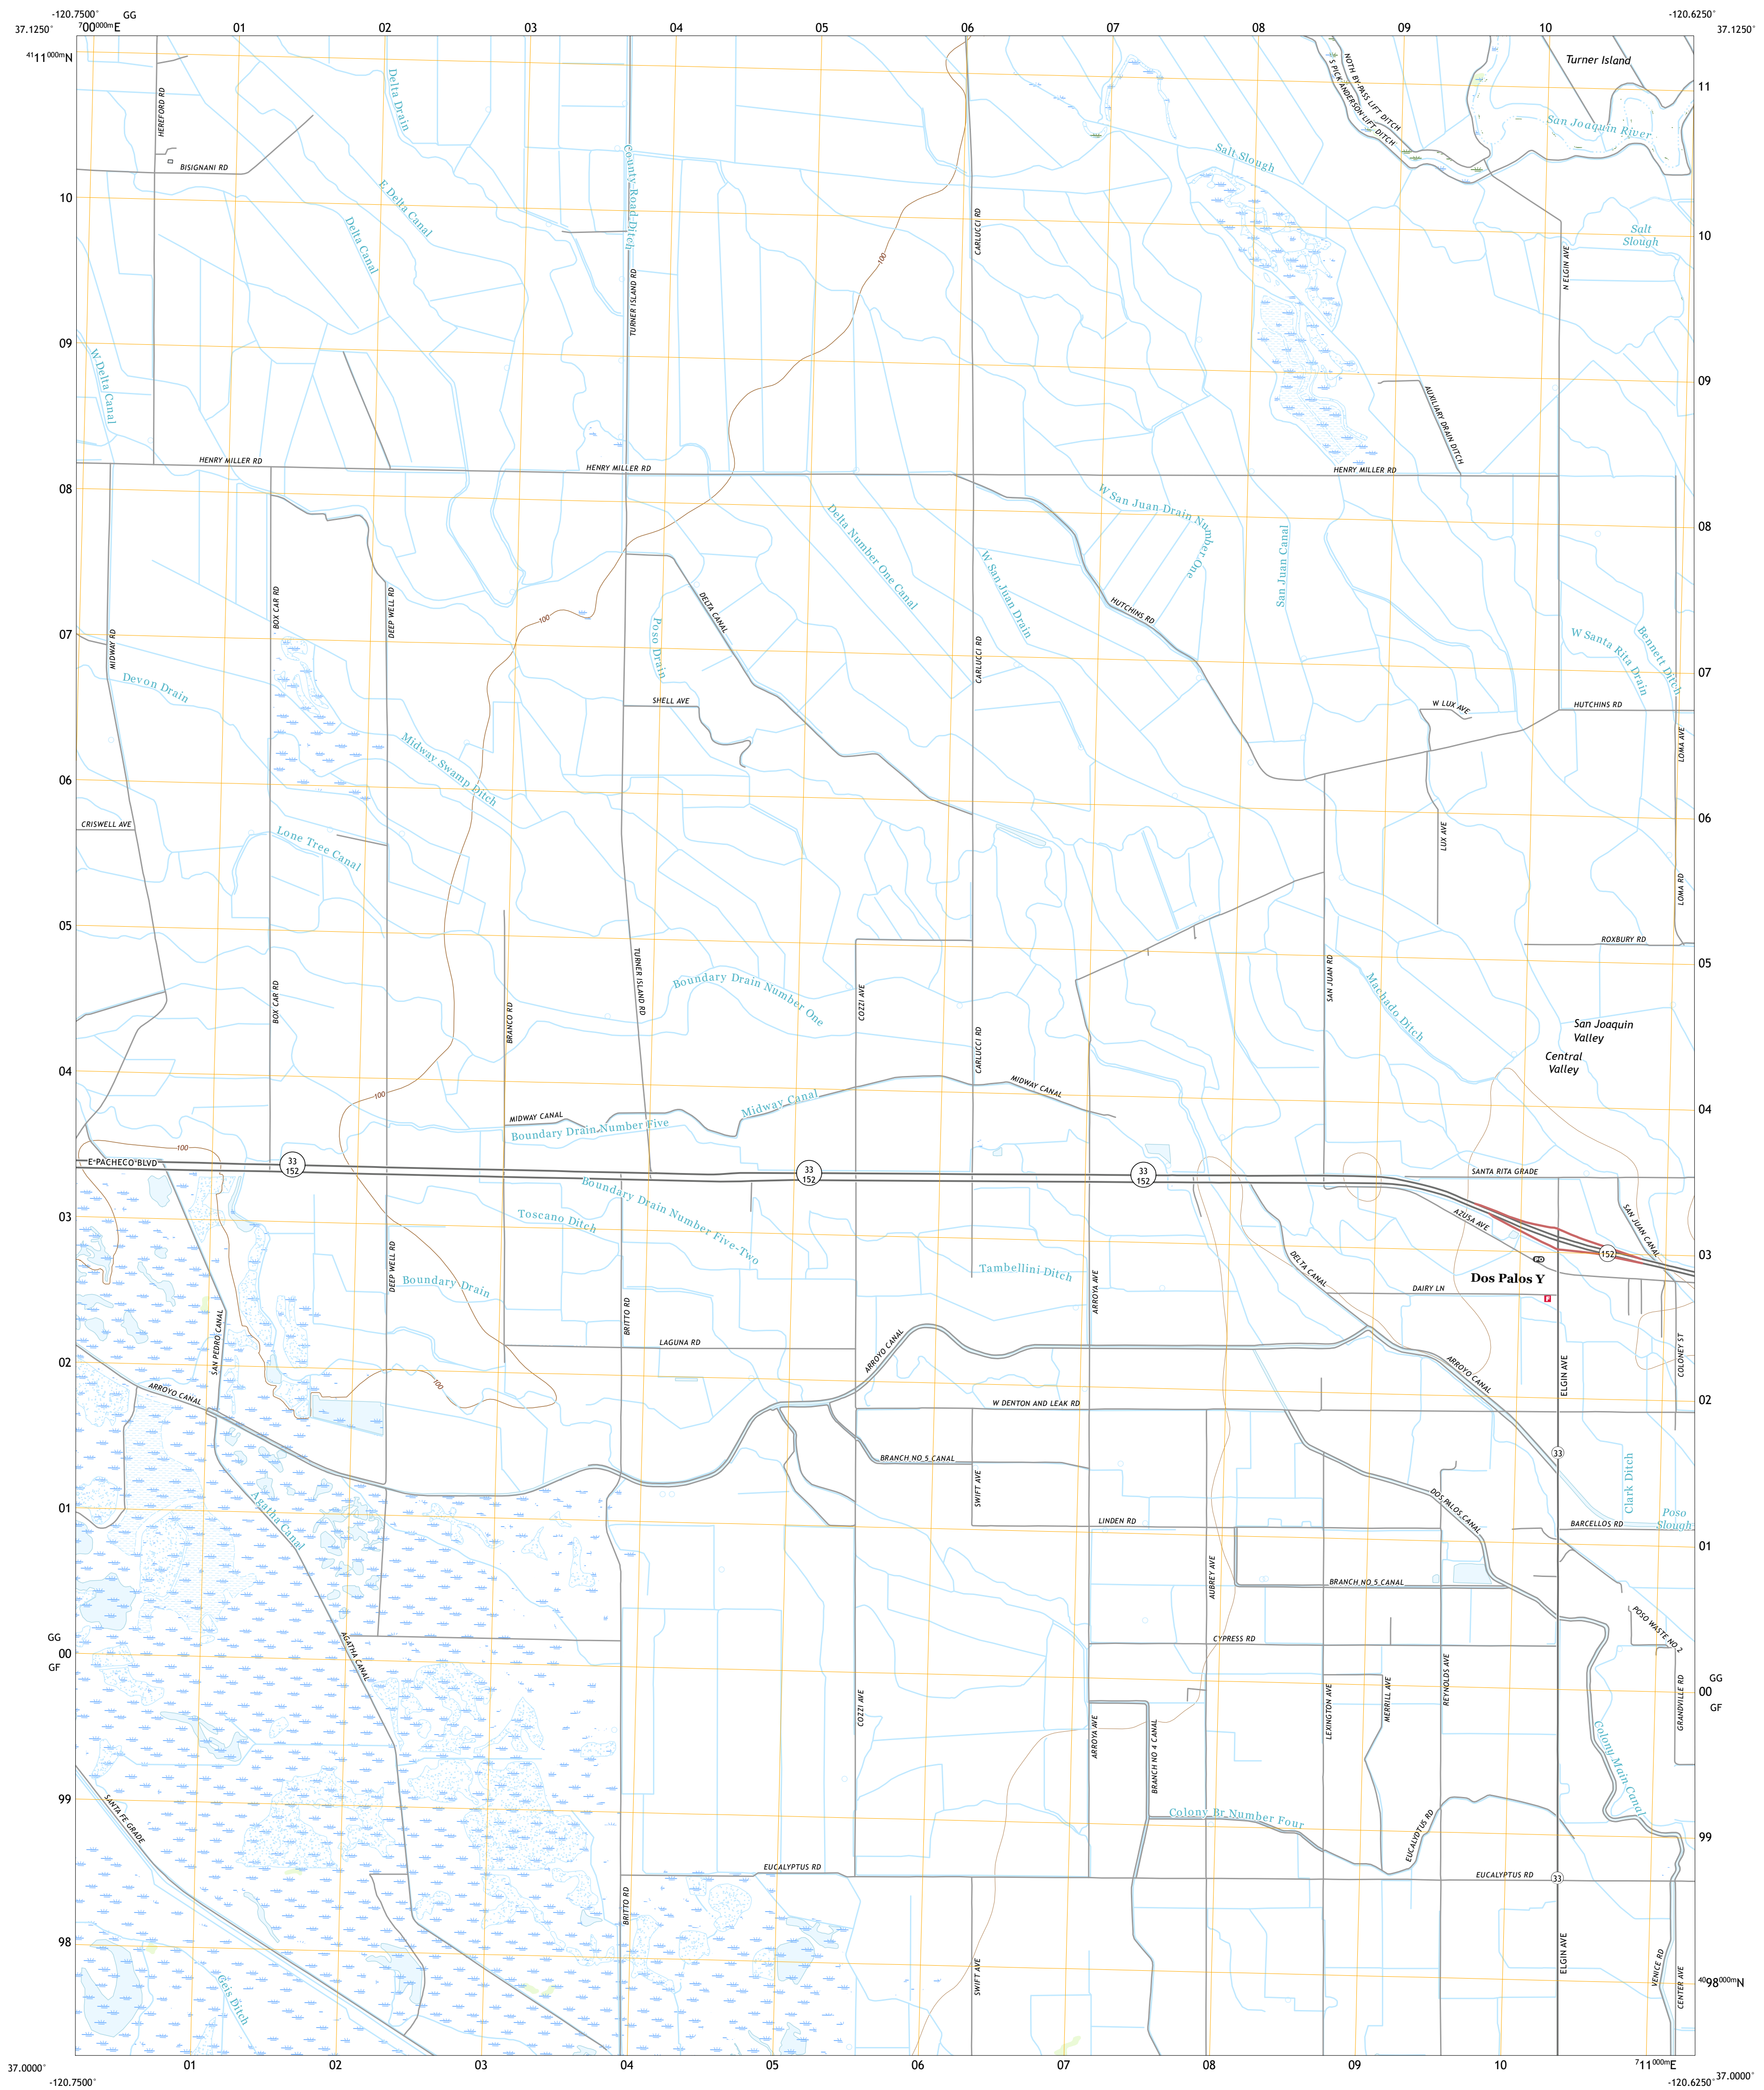 -120.7500°
GG
-120.6250°
37.1250°
⁷00⁰⁰⁰ᵐE
01
02
03
04
05
06
07
08
09
10
37.1250°
⁴¹11⁰⁰⁰ᵐN
Turner Island
11
HEREFORD RD
Delta Drain
NOTH BY-PASS LIFT DITCH
S PICK ANDERSON LIFT DITCH
San Joaquin River
BISIGNANI RD
County Road Ditch
Salt Slough
10
E Delta Canal
Delta Canal
CARLUCCI RD
100
Salt
Slough
10
N ELGIN AVE
TURNER ISLAND RD
09
W Delta Canal
09
AUXILIARY DRAIN DITCH
HENRY MILLER RD
HENRY MILLER RD
HENRY MILLER RD
08
W San Juan Drain Number One
Delta Number One Canal
San Juan Canal
08
W San Juan Drain
BOX CAR RD
DEEP WELL RD
DELTA CANAL
HUTCHINS RD
100
07
MIDWAY RD
Poso Drain
CARLUCCI RD
W Santa Rita Drain
Bennett Ditch
07
Devon Drain
SHELL AVE
W LUX AVE
HUTCHINS RD
LOMA AVE
Midway Swamp Ditch
06
CRISWELL AVE
Lone Tree Canal
LUX AVE
06
LOMA RD
05
ROXBURY RD
05
BOX CAR RD
BRANCO RD
TURNER ISLAND RD
Boundary Drain Number One
COZZI AVE
CARLUCCI RD
SAN JUAN RD
Machado Ditch
San Joaquin
Valley
Central
Valley
04
100
MIDWAY CANAL
Midway Canal
MIDWAY CANAL
04
Boundary Drain Number Five
100
E PACHECO BLVD
33
152
33
152
33
152
SANTA RITA GRADE
Boundary Drain Number Five-Two
Toscano Ditch
03
AZUSA AVE
SAN JUAN CANAL
152
03
DEEP WELL RD
Boundary Drain
Tambellini Ditch
ARROYA AVE
DELTA CANAL
PO
Dos Palos Y
DAIRY LN
SAN PEDRO CANAL
BRITTO RD
LAGUNA RD
ARROYO CANAL
COLONEY ST
02
ARROYO CANAL
100
ARROYO CANAL
ELGIN AVE
W DENTON AND LEAK RD
02
BRANCH NO 5 CANAL
33
SWIFT AVE
Agatha Canal
DOS PALOS CANAL
Clark Ditch
01
LINDEN RD
BARCELLOS RD
Poso
Slough
01
AUBREY AVE
BRANCH NO 5 CANAL
GG
00
GF
AGATHA CANAL
CYPRESS RD
POSO WASTE NO 2
GG
00
GF
COZZI AVE
ARROYA AVE
BRANCH NO 4 CANAL
LEXINGTON AVE
MERRILL AVE
REYNOLDS AVE
GRANDVILLE RD
Colony Main Canal
99
SANTA FE GRADE
Colony Br Number Four
EUCALYDTUS RD
99
EUCALYPTUS RD
EUCALYPTUS RD
33
BRITTO RD
98
Geis Ditch
SWIFT AVE
ELGIN AVE
VENICE RD
CENTER AVE
⁴⁰98⁰⁰⁰ᵐN
37.0000°
01
02
03
04
05
06
07
08
09
10
⁷11⁰⁰⁰ᵐE
37.0000°
-120.7500°
-120.6250°